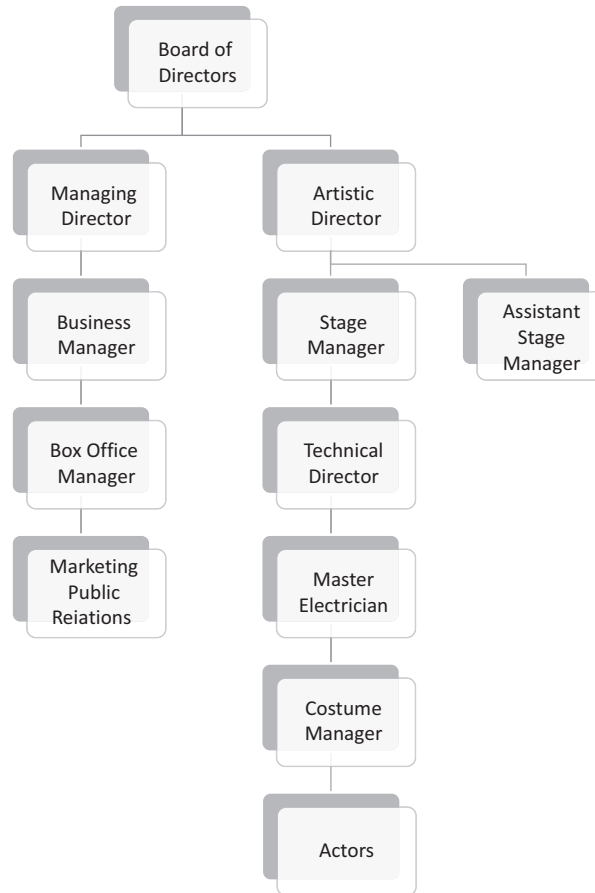 Board of
Directors
Managing
Director
Artistic
Director
Business
Manager
Stage
Manager
Assistant
Stage
Manager
Box Office
Manager
Technical
Director
Marketing
Public
Reiations
Master
Electrician
Costume
Manager
Actors